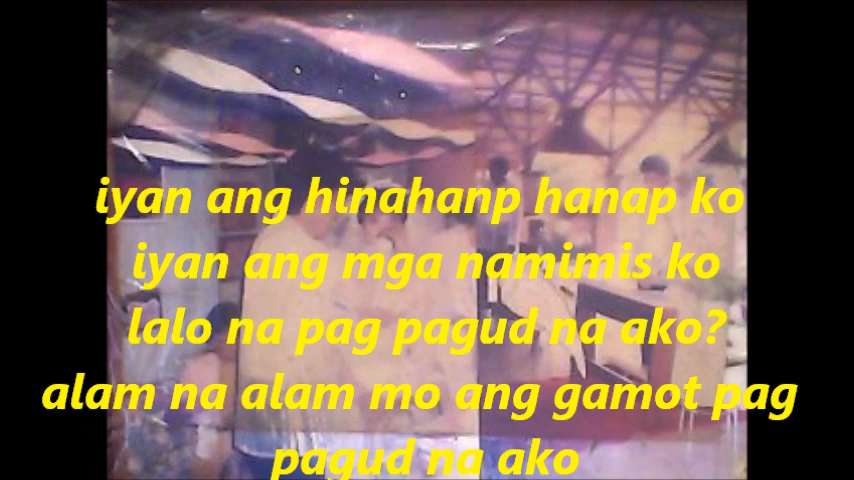 iyan ang hinahanp hanap ko
iyan ang mga namimis ko
lalo na pag pagud na ako?
alam na alam mo ang gamot pag
pagud na ako